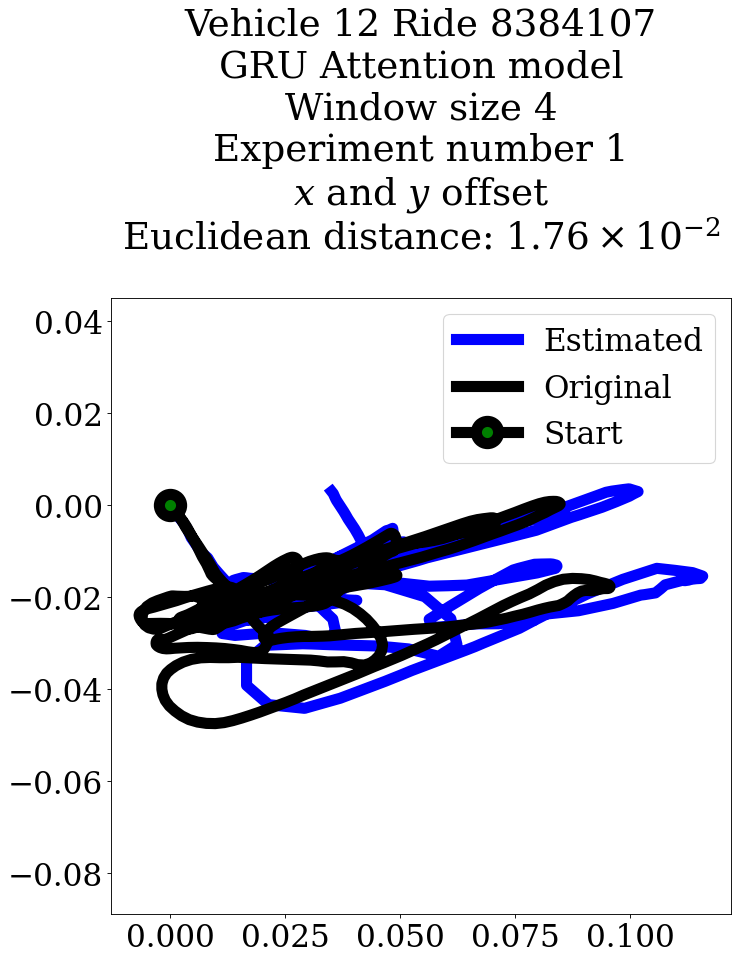 Vehicle 12 Ride 8384107
GRU Attention model
Window size 4
Experiment number 1
x and y offset
Euclidean distance: 1.76 × 10⁻²
Estimated
Original
Start
0.04
0.02
0.00
−0.02
−0.04
−0.06
−0.08
0.000 0.025 0.050 0.075 0.100